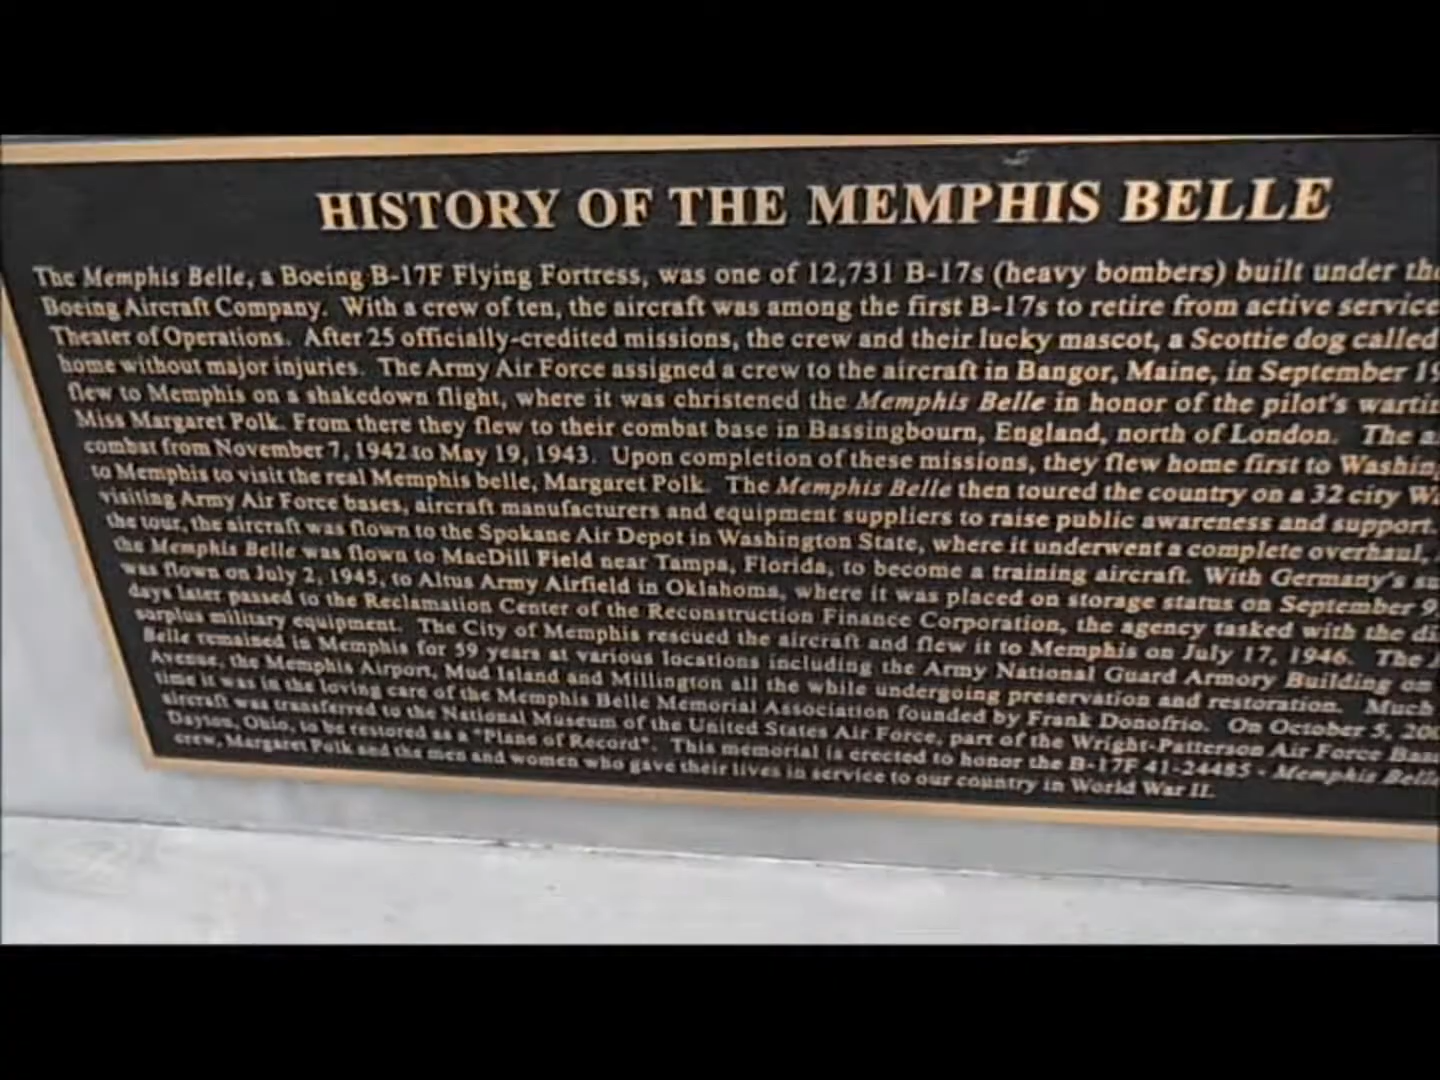 HISTORY OF THE MEMPHIS BELLE
The Memphis Belle, a Boeing B-17F Flying Fortress, was one of 12,731 B-17s (heavy bombers) built under the
Boeing Aircraft Company. With a crew of ten, the aircraft was among the first B-17s to retire from active service
Theater of Operations. After 25 officially-credited missions, the crew and their lucky mascot, a Scottie dog called
home without major injuries. The Army Air Force assigned a crew to the aircraft in Bangor, Maine, in September 19
flew to Memphis on a shakedown flight, where it was christened the Memphis Belle in honor of the pilot's
Miss Margaret Polk. From there they flew to their combat base in Bassingbourn, England, north of London. The
combat from November 7, 1942 to May 19, 1943. Upon completion of these missions, they flew home first to
to Memphis to visit the real Memphis belle, Margaret Polk. The Memphis Belle then toured the country on a 32 city
visiting Army Air Force bases, aircraft manufacturers and equipment suppliers to raise public awareness and support.
the tour, the aircraft was flown to the Spokane Air Depot in Washington State, where it underwent a complete overhaul,
the Memphis Belle was flown to MacDill Field near Tampa, Florida, to become a training aircraft. With Germany's
was flown on July 2, 1945, to Altus Army Airfield in Oklahoma, where it was placed on storage status on September 9
days later passed to the Reclamation Center of the Reconstruction Finance Corporation, the agency tasked with the
surplus military equipment. The City of Memphis rescued the aircraft and flew it to Memphis on July 17, 1946. The
Belle remained in Memphis for 59 years at various locations including the Army National Guard Armory Building on
Avenue, the Memphis Airport, Mud Island and Millington all the while undergoing preservation and restoration. Much
time it was in the loving care of the Memphis Belle Memorial Association founded by Frank Donofrio. On October 5, 200
aircraft was transferred to the National Museum of the United States Air Force, part of the Wright-Patterson Air Force Base
Dayton, Ohio, to be restored as a "Plane of Record". This memorial is erected to honor the B-17F 41-24485 - Memphis Belle
crew, Margaret Polk and the men and women who gave their lives in service to our country in World War II.